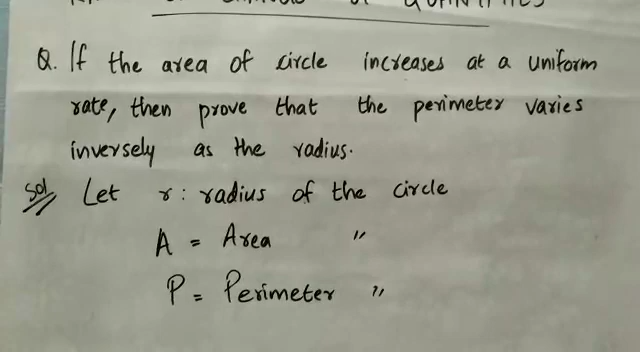 Q. If the area of circle increases at a uniform
rate, then prove that the perimeter varies
inversely as the radius.
Sol Let r : radius of the circle
A = Area "
P = Perimeter "